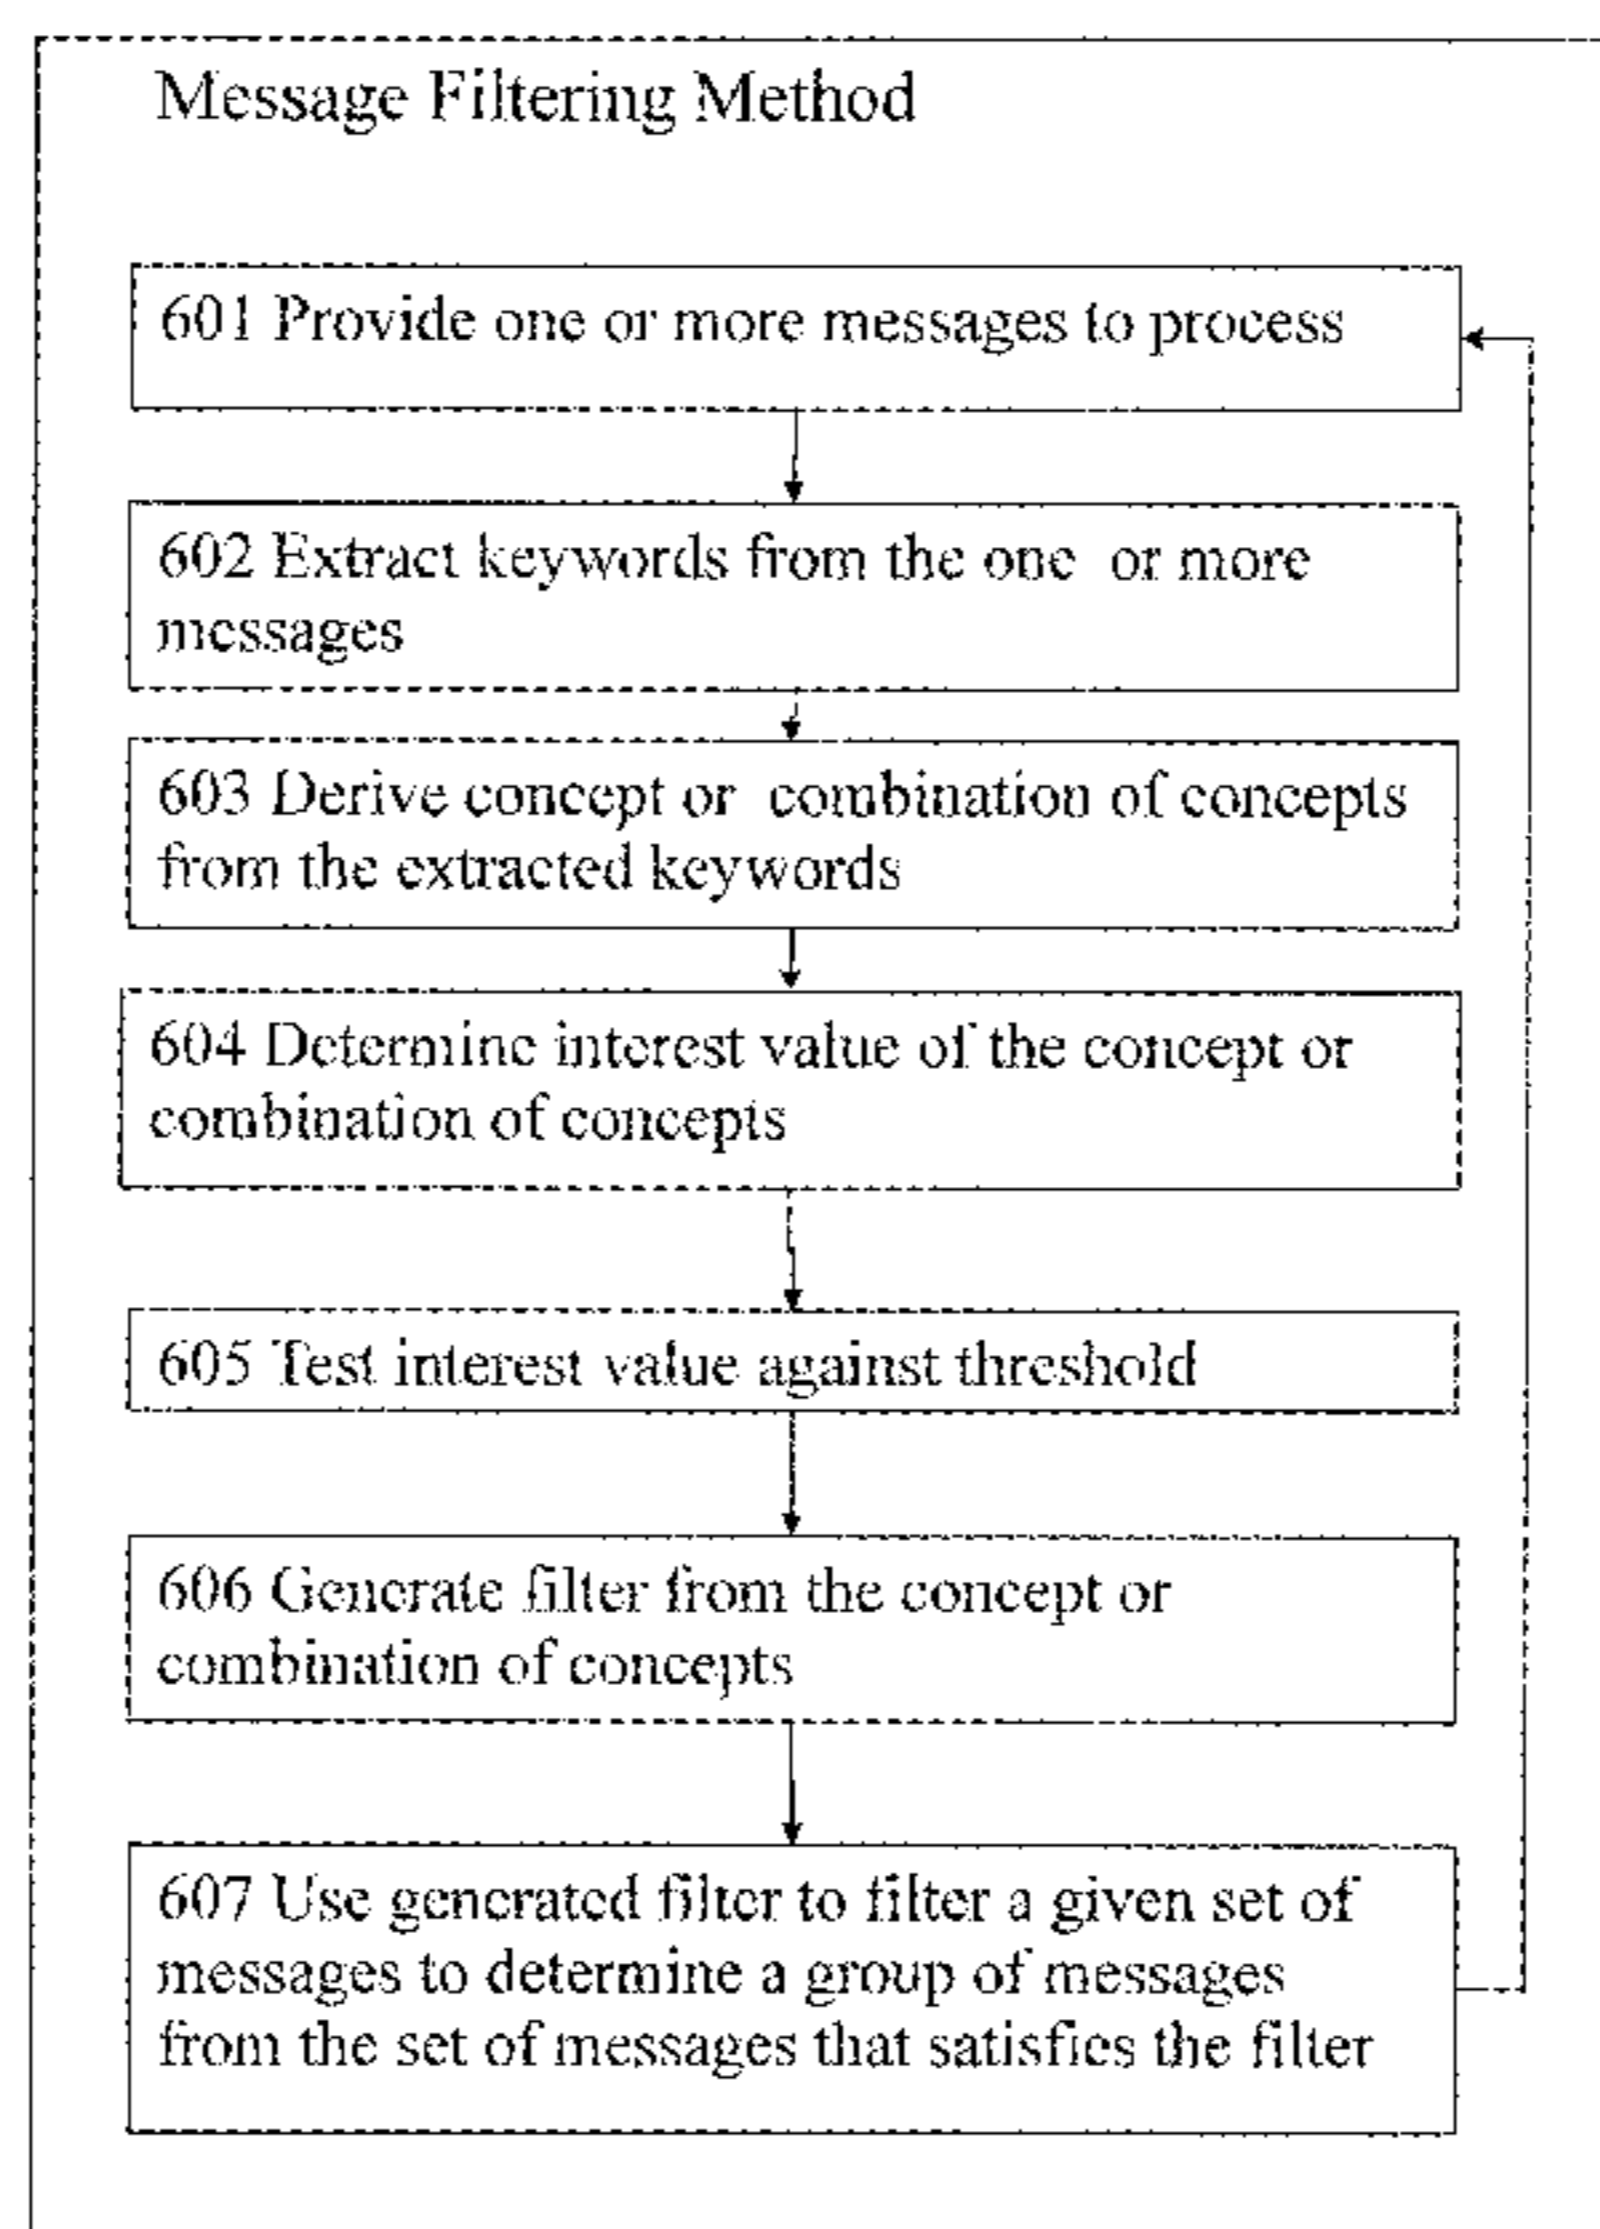 Message Filtering Method
601 Provide one or more messages to process
602 Extract keywords from the one or more
messages
603 Derive concept or combination of concepts
from the extracted keywords
604 Determine interest value of the concept or
combination of concepts
605 Test interest value against threshold
606 Generate filter from the concept or
combination of concepts
607 Use generated filter to filter a given set of
messages to determine a group of messages
from the set of messages that satisfies the filter